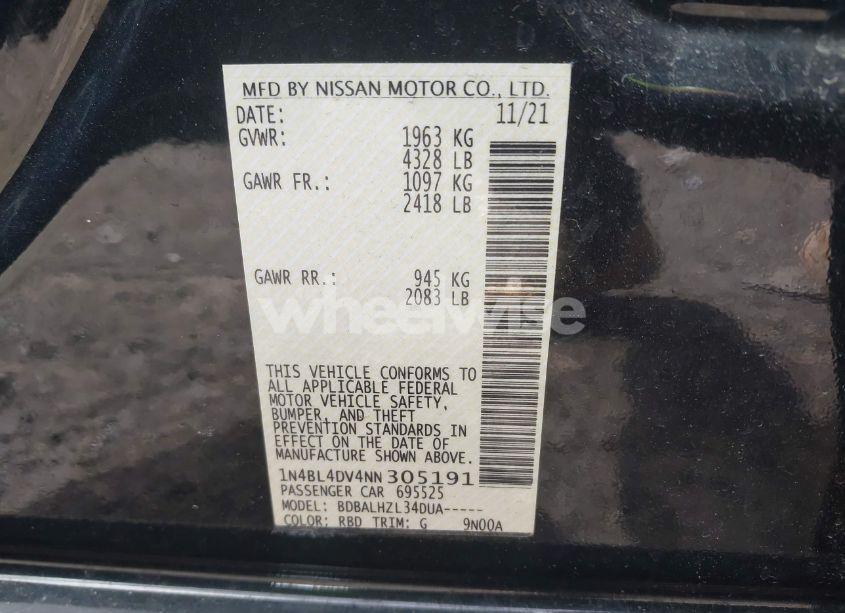 MFD BY NISSAN MOTOR CO., LTD.
DATE: 11/21
GVWR: 1963 KG
4328 LB
GAWR FR.: 1097 KG
2418 LB
GAWR RR.: 945 KG
2083 LB
wheelwise
THIS VEHICLE CONFORMS TO
ALL APPLICABLE FEDERAL
MOTOR VEHICLE SAFETY,
BUMPER, AND THEFT
PREVENTION STANDARDS IN
EFFECT ON THE DATE OF
MANUFACTURE SHOWN ABOVE.
1N4BL4DV4NN305191
PASSENGER CAR 695525
MODEL: BDBALHZL34DUA-----
COLOR: RBD TRIM: G 9N00A